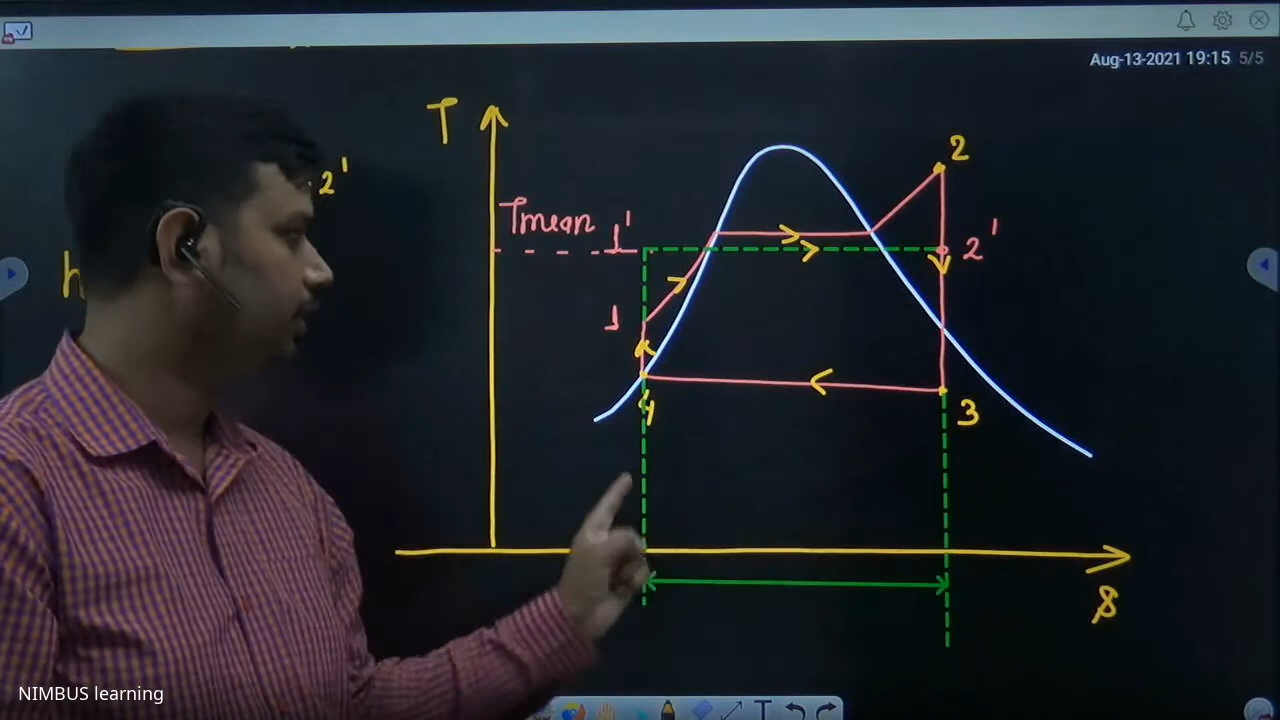 Aug-13-2021 19:15 5/5
T
2
2'
Tmean 1'
2'
h
1
4
3
s
NIMBUS learning
T